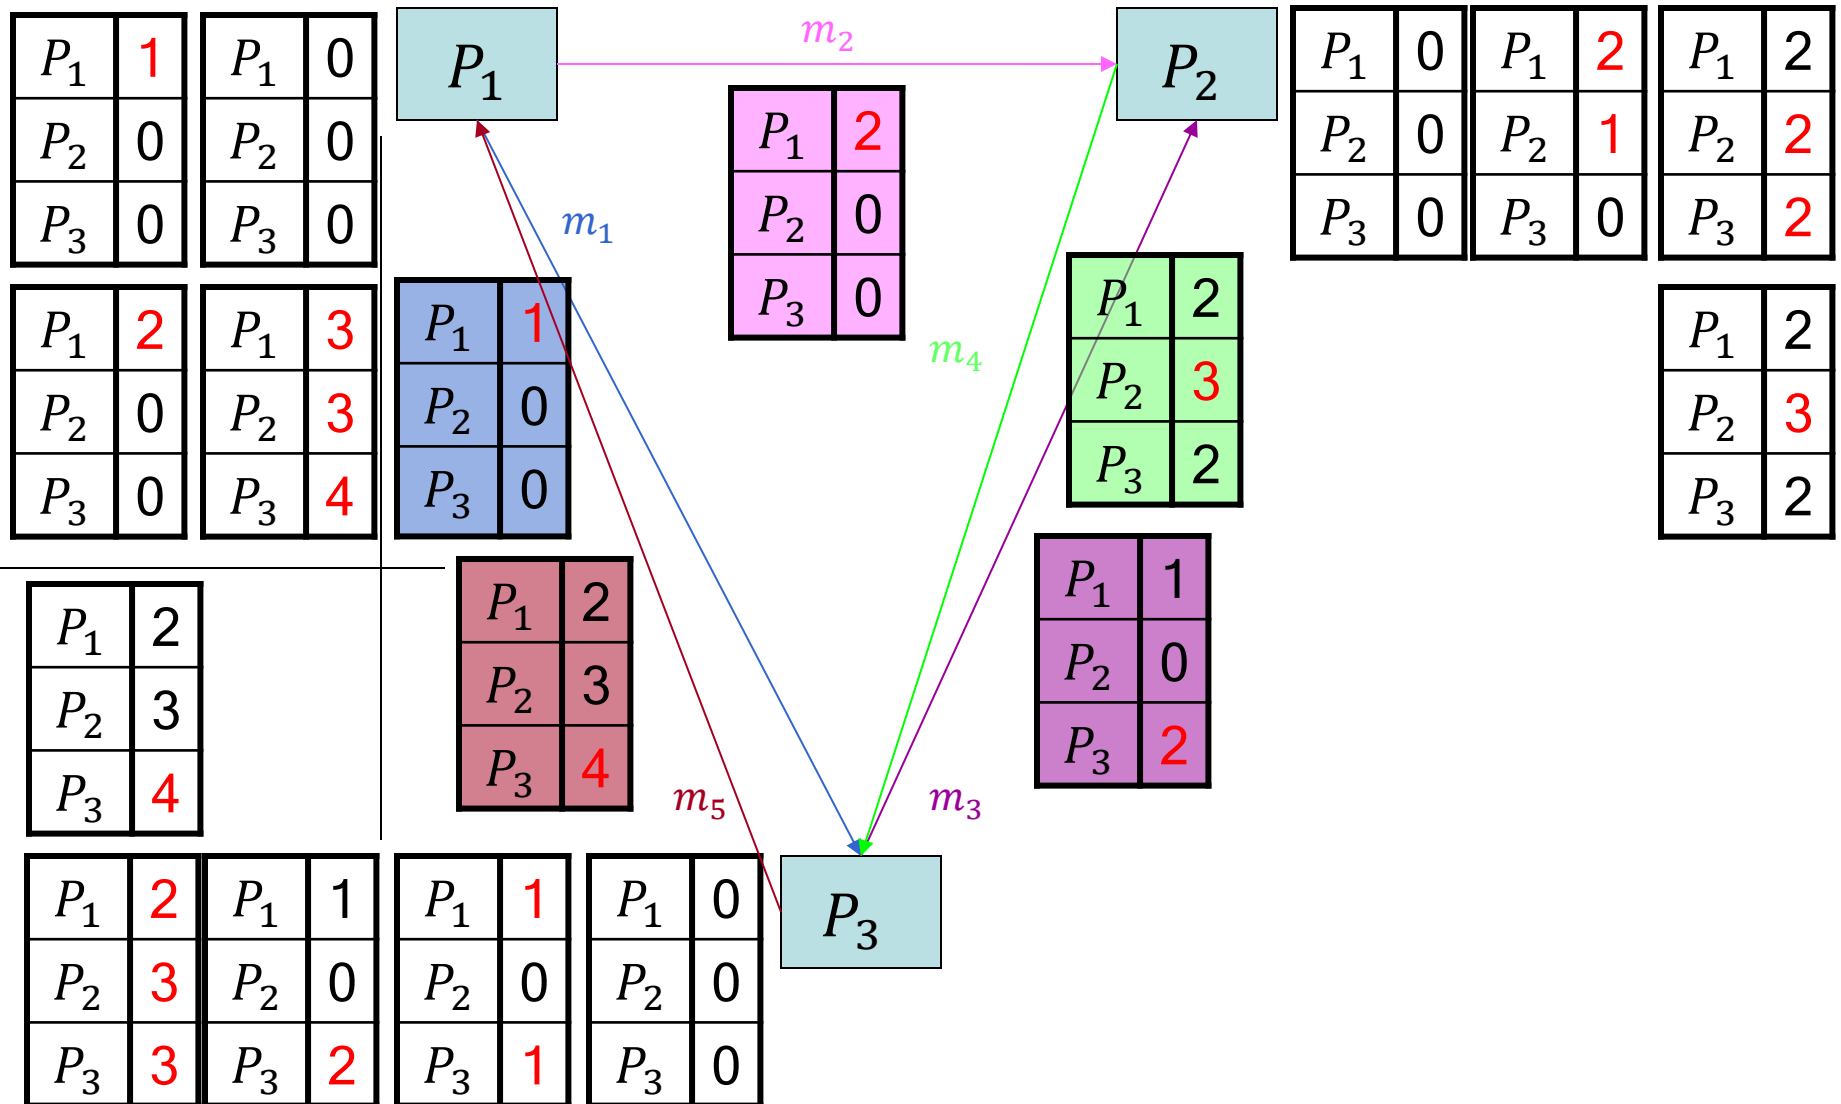 P₁ 1
P₂ 0
P₃ 0
P₁ 0
P₂ 0
P₃ 0
P₁
m₂
P₂
P₁ 0
P₂ 0
P₃ 0
P₁ 2
P₂ 1
P₃ 0
P₁ 2
P₂ 2
P₃ 2
P₁ 2
P₂ 0
P₃ 0
m₁
P₁ 2
P₂ 0
P₃ 0
P₁ 3
P₂ 3
P₃ 4
P₁ 1
P₂ 0
P₃ 0
m₄
P₁ 2
P₂ 3
P₃ 2
P₁ 2
P₂ 3
P₃ 2
P₁ 2
P₂ 3
P₃ 4
P₁ 2
P₂ 3
P₃ 4
m₅
m₃
P₁ 1
P₂ 0
P₃ 2
P₁ 2
P₂ 3
P₃ 3
P₁ 1
P₂ 0
P₃ 2
P₁ 1
P₂ 0
P₃ 1
P₁ 0
P₂ 0
P₃ 0
P₃